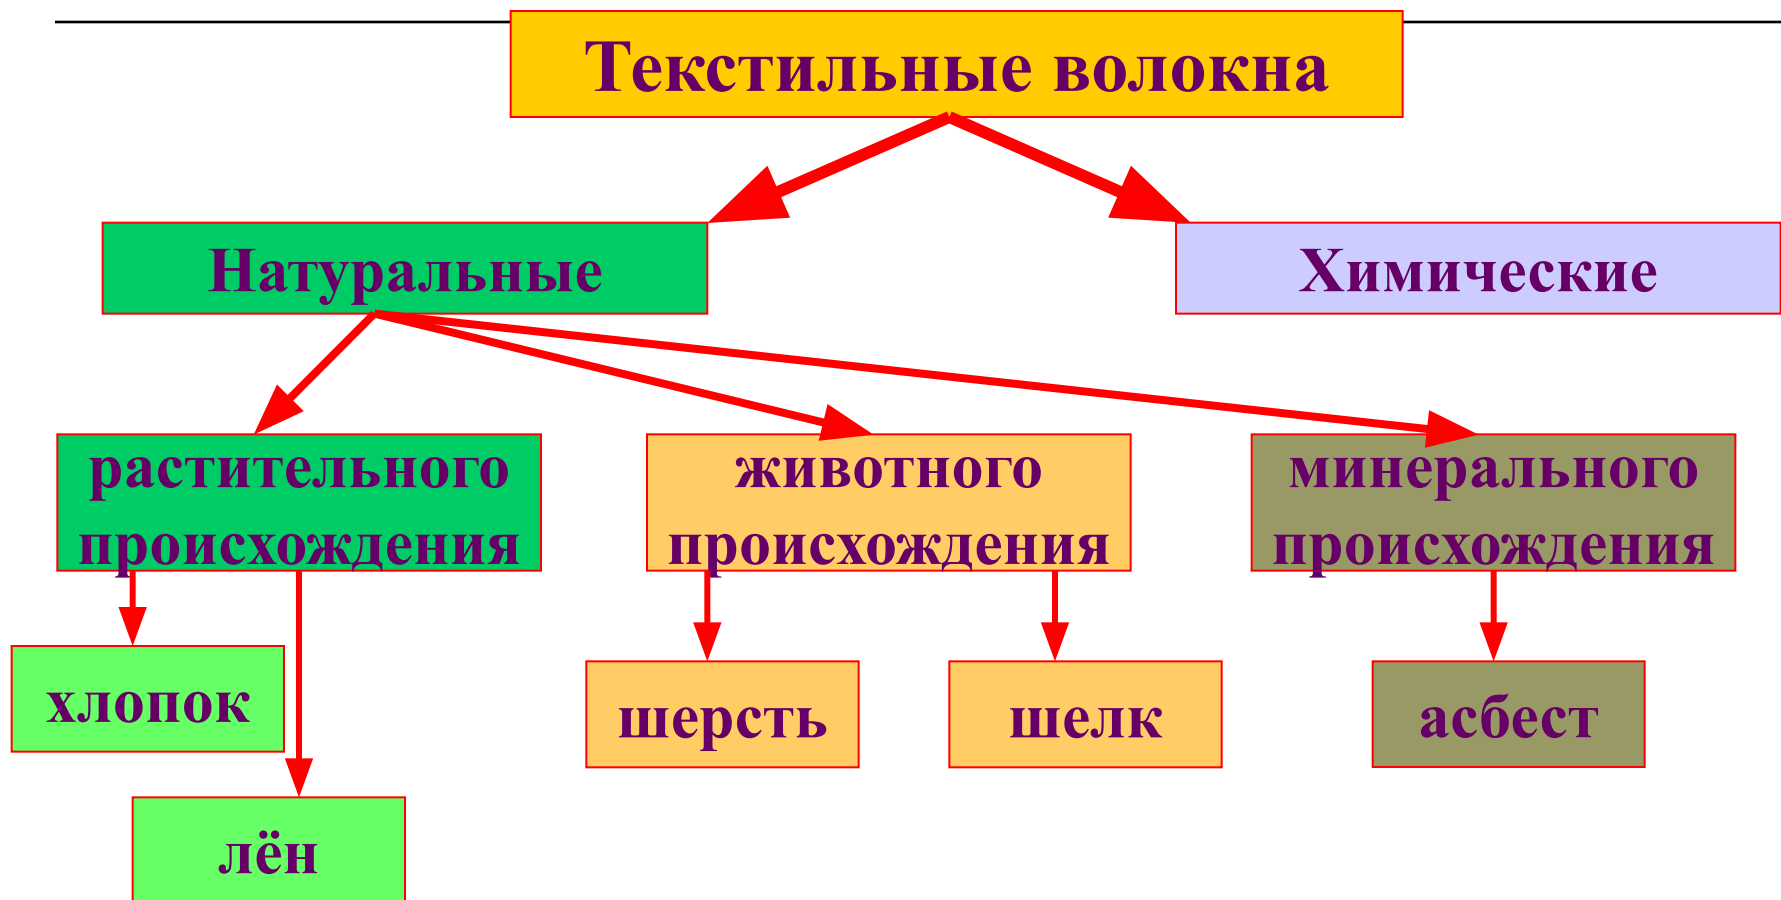 Текстильные волокна
Натуральные
Химические
растительного
происхождения
животного
происхождения
минерального
происхождения
хлопок
шерсть
шелк
асбест
лён